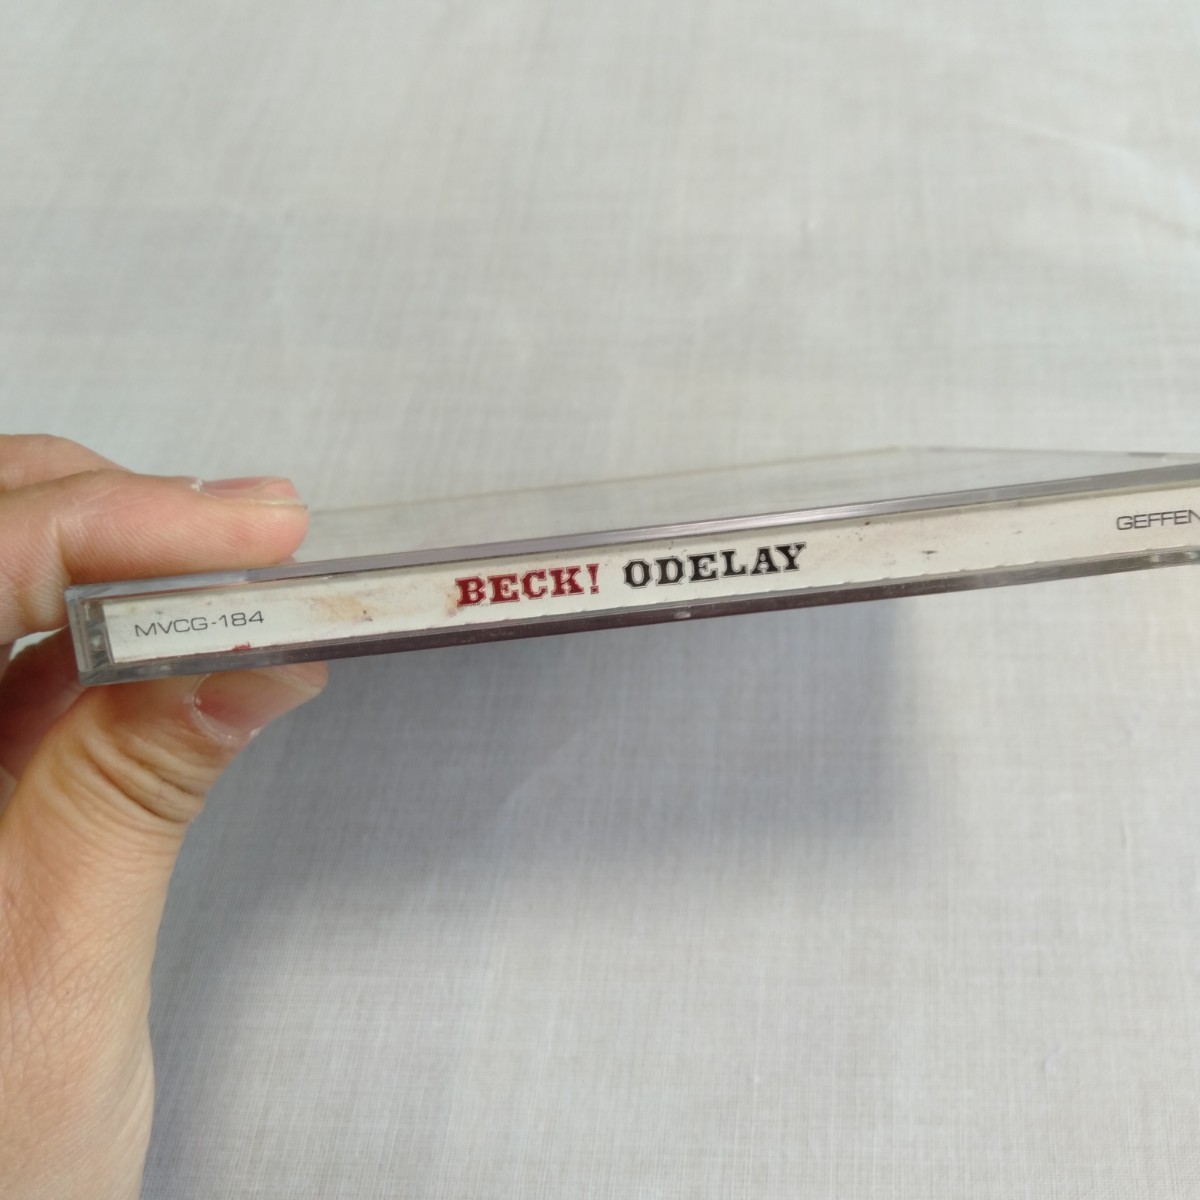 MVCG-184 BECK! ODELAY GEFFEN